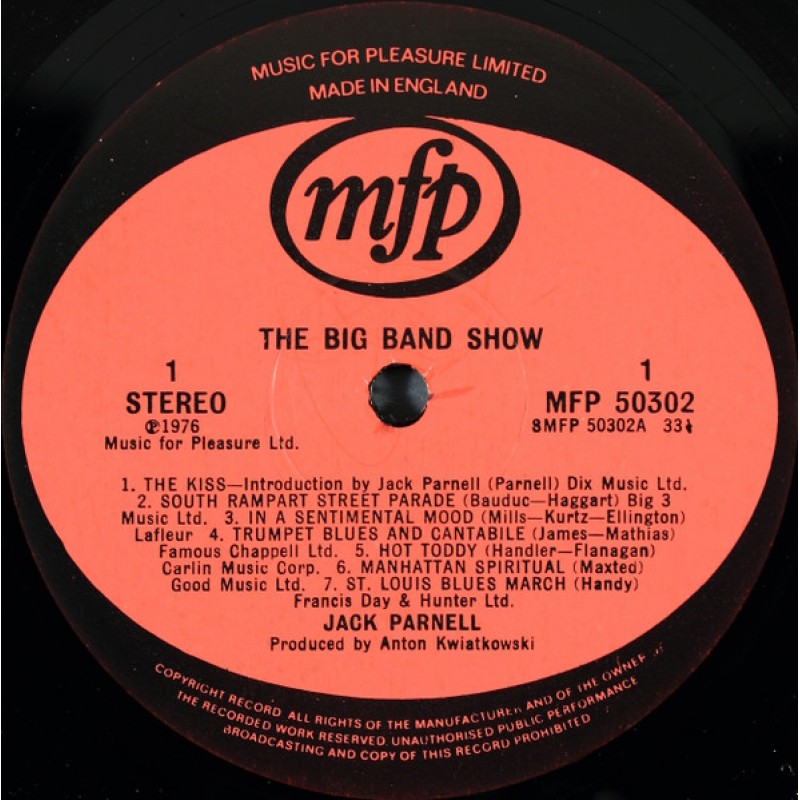 MUSIC FOR PLEASURE LIMITED
MADE IN ENGLAND
mfp
THE BIG BAND SHOW
1
STEREO
℗1976
Music for Pleasure Ltd.
1
MFP 50302
8MFP 50302A 33⅓
1. THE KISS—Introduction by Jack Parnell (Parnell) Dix Music Ltd.
2. SOUTH RAMPART STREET PARADE (Bauduc—Haggart) Big 3
Music Ltd. 3. IN A SENTIMENTAL MOOD (Mills—Kurtz—Ellington)
Lafleur 4. TRUMPET BLUES AND CANTABILE (James—Mathias)
Famous Chappell Ltd. 5. HOT TODDY (Handler—Flanagan)
Carlin Music Corp. 6. MANHATTAN SPIRITUAL (Maxted)
Good Music Ltd. 7. ST. LOUIS BLUES MARCH (Handy)
Francis Day & Hunter Ltd.
JACK PARNELL
Produced by Anton Kwiatkowski
COPYRIGHT RECORD ALL RIGHTS OF THE MANUFACTURER AND OF THE OWNER OF
THE RECORDED WORK RESERVED. UNAUTHORISED PUBLIC PERFORMANCE
BROADCASTING AND COPY OF THIS RECORD PROHIBITED